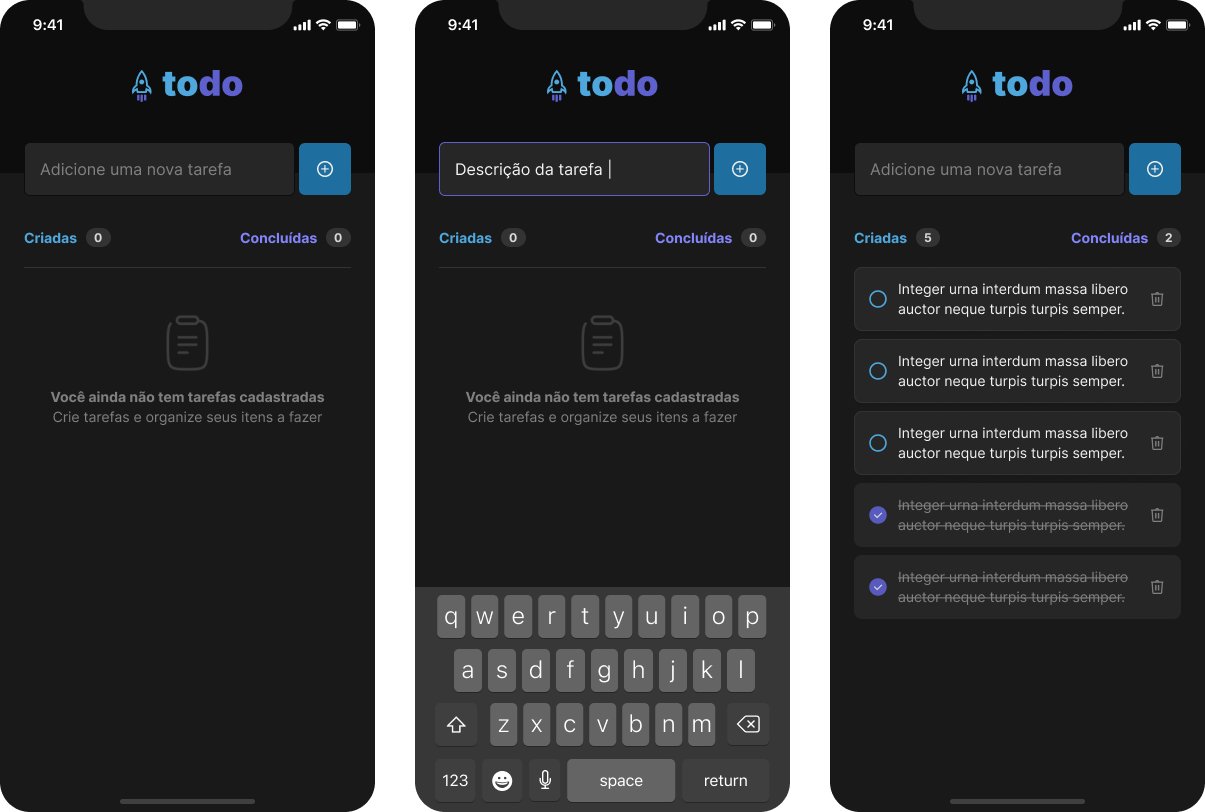 9:41
todo
Adicione uma nova tarefa
Criadas 0 Concluídas 0
Você ainda não tem tarefas cadastradas
Crie tarefas e organize seus itens a fazer
9:41
todo
Descrição da tarefa
Criadas 0 Concluídas 0
Você ainda não tem tarefas cadastradas
Crie tarefas e organize seus itens a fazer
q w e r t y u i o p
a s d f g h j k l
z x c v b n m
123 space return
9:41
todo
Adicione uma nova tarefa
Criadas 5 Concluídas 2
Integer urna interdum massa libero
auctor neque turpis turpis semper.
Integer urna interdum massa libero
auctor neque turpis turpis semper.
Integer urna interdum massa libero
auctor neque turpis turpis semper.
Integer urna interdum massa libero
auctor neque turpis turpis semper.
Integer urna interdum massa libero
auctor neque turpis turpis semper.